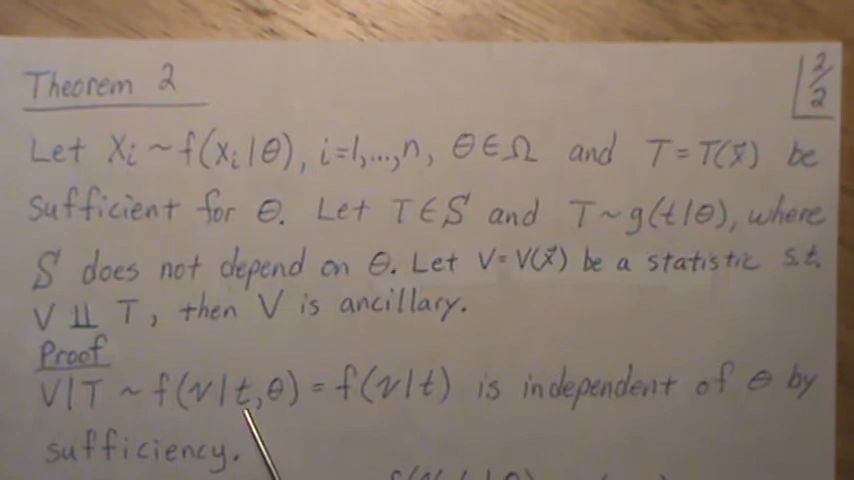 Theorem 2
2/2
Let Xi ~ f(xi|θ), i=1,...,n, θ∈Ω and T = T(x⃗) be
sufficient for θ. Let T∈S and T~g(t|θ), where
S does not depend on θ. Let V=V(x⃗) be a statistic s.t.
V ⫫ T, then V is ancillary.
Proof
V|T ~ f(v|t,θ) = f(v|t) is independent of θ by
sufficiency.